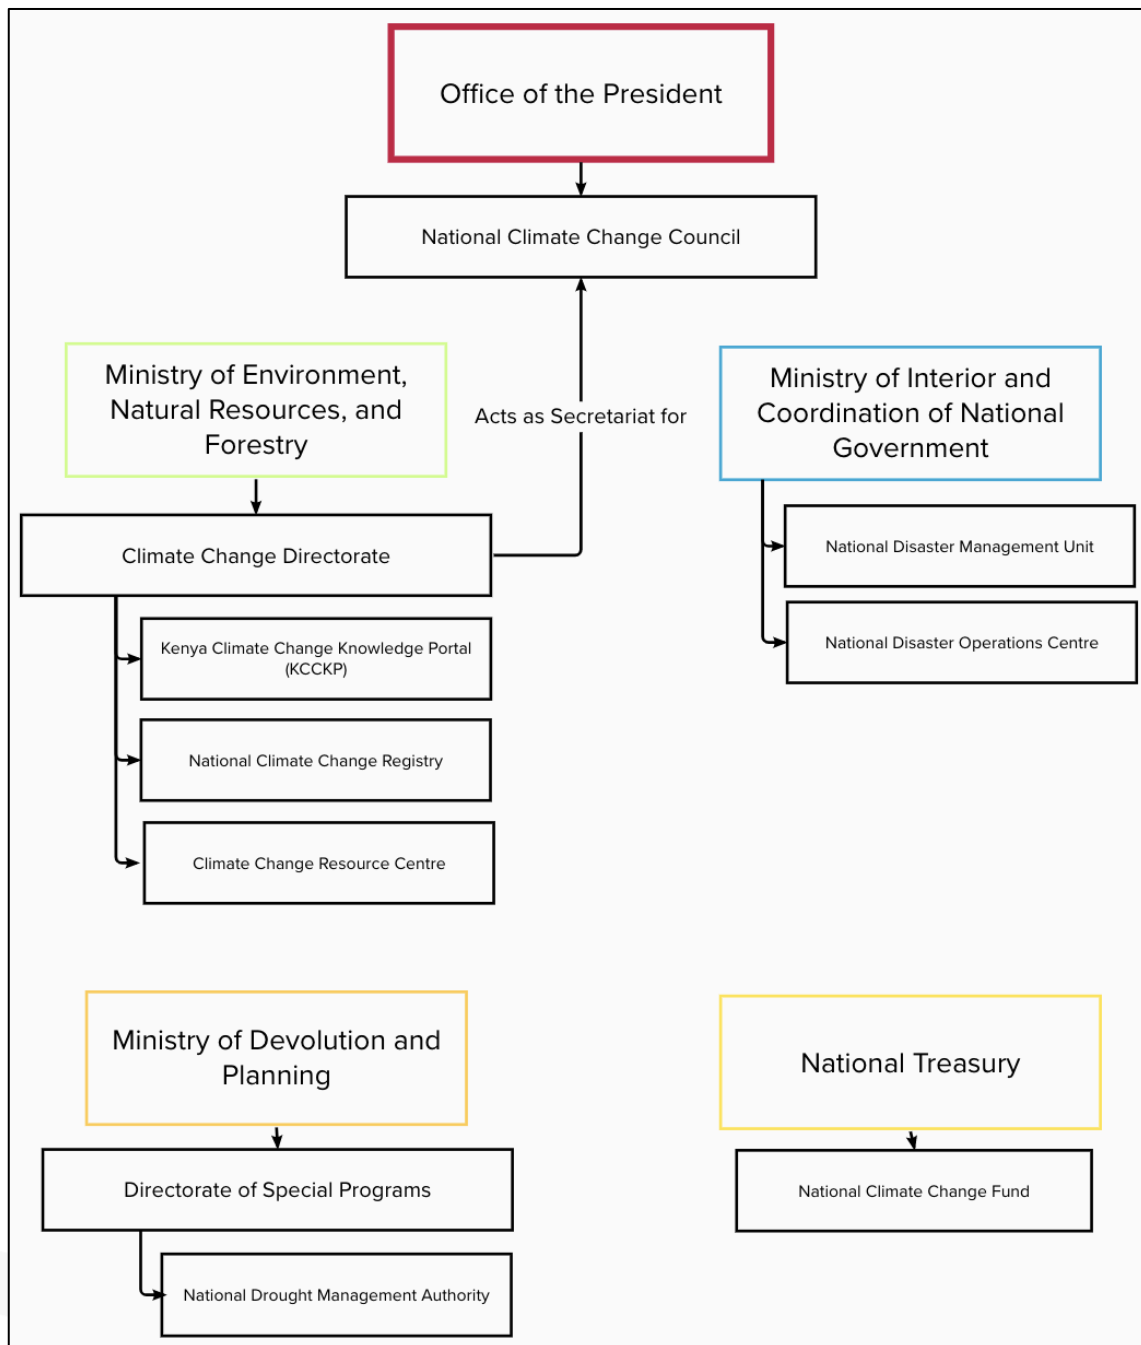 Office of the President
National Climate Change Council
Ministry of Environment,
Natural Resources, and
Forestry
Acts as Secretariat for
Ministry of Interior and
Coordination of National
Government
Climate Change Directorate
National Disaster Management Unit
National Disaster Operations Centre
Kenya Climate Change Knowledge Portal
(KCCKP)
National Climate Change Registry
Climate Change Resource Centre
Ministry of Devolution and
Planning
National Treasury
Directorate of Special Programs
National Climate Change Fund
National Drought Management Authority